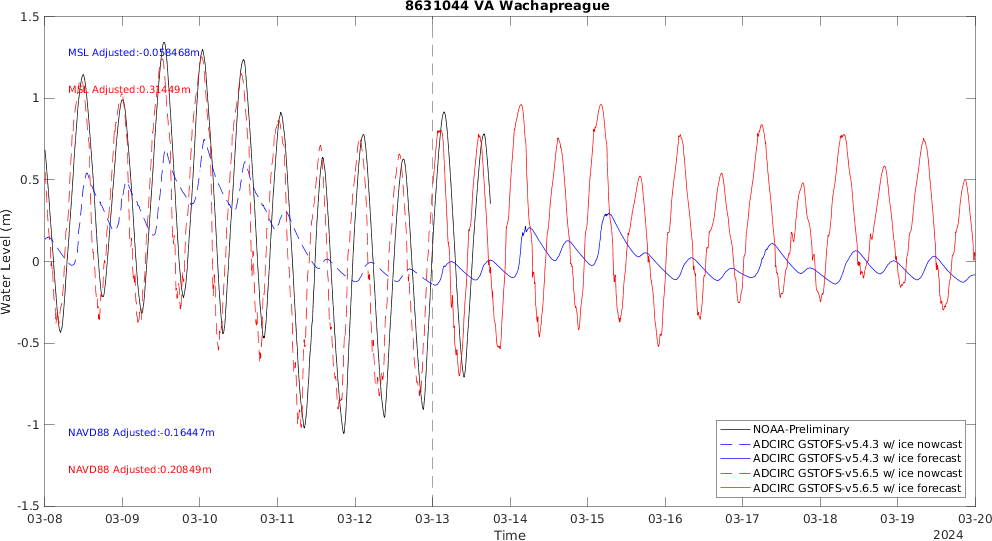 8631044 VA Wachapreague
1.5
1
0.5
0
-0.5
-1
-1.5
Water Level (m)
MSL Adjusted:-0.058468m
MSL Adjusted:0.31449m
NAVD88 Adjusted:-0.16447m
NAVD88 Adjusted:0.20849m
NOAA-Preliminary
ADCIRC GSTOFS-v5.4.3 w/ ice nowcast
ADCIRC GSTOFS-v5.4.3 w/ ice forecast
ADCIRC GSTOFS-v5.6.5 w/ ice nowcast
ADCIRC GSTOFS-v5.6.5 w/ ice forecast
03-08 03-09 03-10 03-11 03-12 03-13 03-14 03-15 03-16 03-17 03-18 03-19 03-20
Time
2024